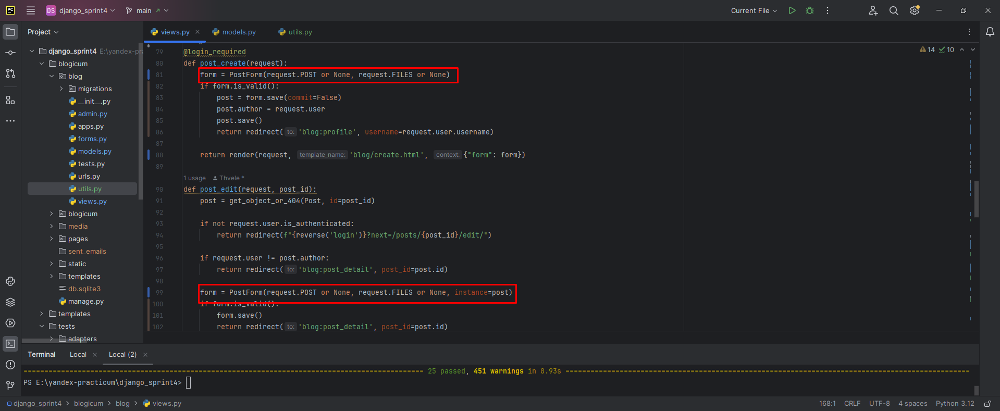 PC
DS django_sprint4 main Current File
Project
django_sprint4 E:\yandex-pra
blogicum
blog
migrations
__init__.py
admin.py
apps.py
forms.py
models.py
tests.py
urls.py
utils.py
views.py
blogicum
media
pages
sent_emails
static
templates
db.sqlite3
manage.py
templates
tests
adapters
views.py models.py utils.py
14 10
79 @login_required
80 def post_create(request):
81 form = PostForm(request.POST or None, request.FILES or None)
82 if form.is_valid():
83 post = form.save(commit=False)
84 post.author = request.user
85 post.save()
86 return redirect( to: 'blog:profile', username=request.user.username)
87
88 return render(request, template_name: 'blog/create.html', context: {"form": form})
89
1 usage Thvele *
90 def post_edit(request, post_id):
91 post = get_object_or_404(Post, id=post_id)
92
93 if not request.user.is_authenticated:
94 return redirect(f"{reverse('login')}?next=/posts/{post_id}/edit/")
95
96 if request.user != post.author:
97 return redirect( to: 'blog:post_detail', post_id=post.id)
98
99 form = PostForm(request.POST or None, request.FILES or None, instance=post)
100 if form.is_valid():
101 form.save()
102 return redirect( to: 'blog:post_detail', post_id=post.id)
Terminal Local Local (2)
25 passed, 451 warnings in 0.93s
PS E:\yandex-practicum\django_sprint4>
django_sprint4 > blogicum > blog > views.py 168:1 CRLF UTF-8 4 spaces Python 3.12